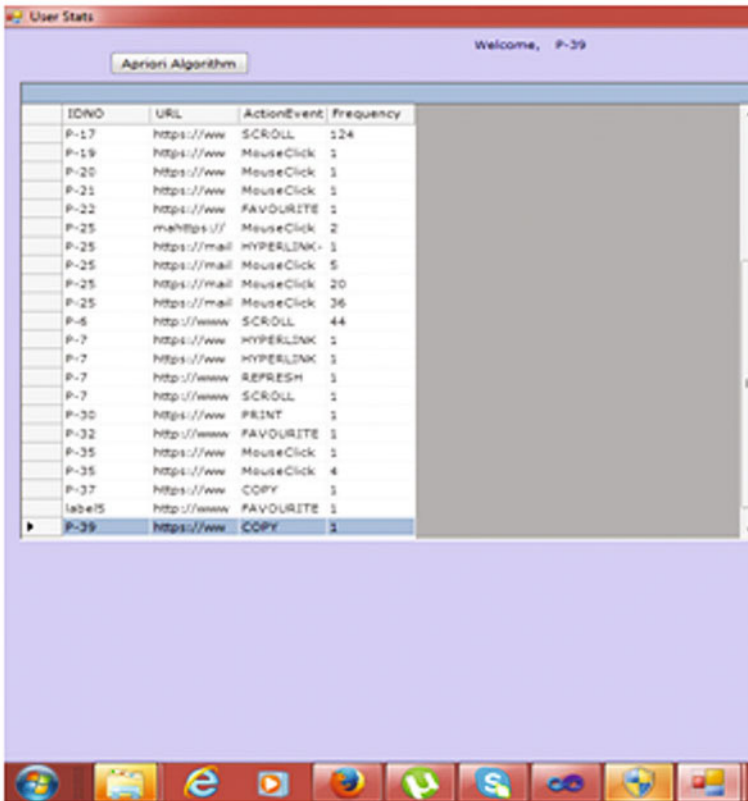 User Stats
Welcome, P-39
Apriori Algorithm
IDNO URL ActionEvent Frequency
P-17 https://ww SCROLL 124
P-19 https://ww MouseClick 1
P-20 https://ww MouseClick 1
P-21 https://ww MouseClick 1
P-22 https://ww FAVOURITE 1
P-25 mahttps:// MouseClick 2
P-25 https://mail HYPERLINK- 1
P-25 https://mail MouseClick 5
P-25 https://mail MouseClick 20
P-25 https://mail MouseClick 36
P-6 http://www SCROLL 44
P-7 https://ww HYPERLINK 1
P-7 https://ww HYPERLINK 1
P-7 http://www REFRESH 1
P-7 http://www SCROLL 1
P-30 https://ww PRINT 1
P-32 http://www FAVOURITE 1
P-35 https://ww MouseClick 1
P-35 https://ww MouseClick 4
P-37 https://ww COPY 1
label5 http://www FAVOURITE 1
P-39 https://ww COPY 1